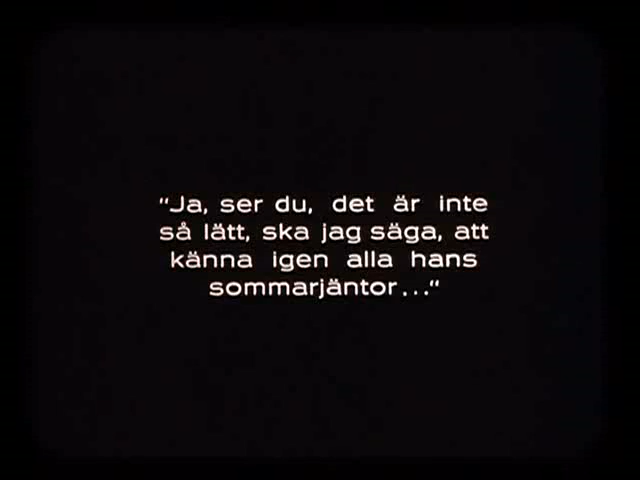 "Ja, ser du, det är inte
så lätt, ska jag säga, att
känna igen alla hans
sommarjäntor..."